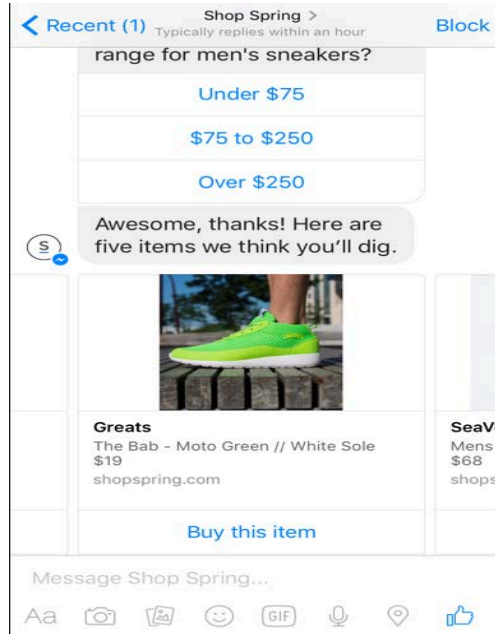 Recent (1)
Shop Spring >
Typically replies within an hour
Block
range for men's sneakers?
Under $75
$75 to $250
Over $250
Awesome, thanks! Here are
five items we think you'll dig.
S
Greats
The Bab - Moto Green // White Sole
$19
shopspring.com
Buy this item
Mens
$68
Message Shop Spring...
Aa
GIF